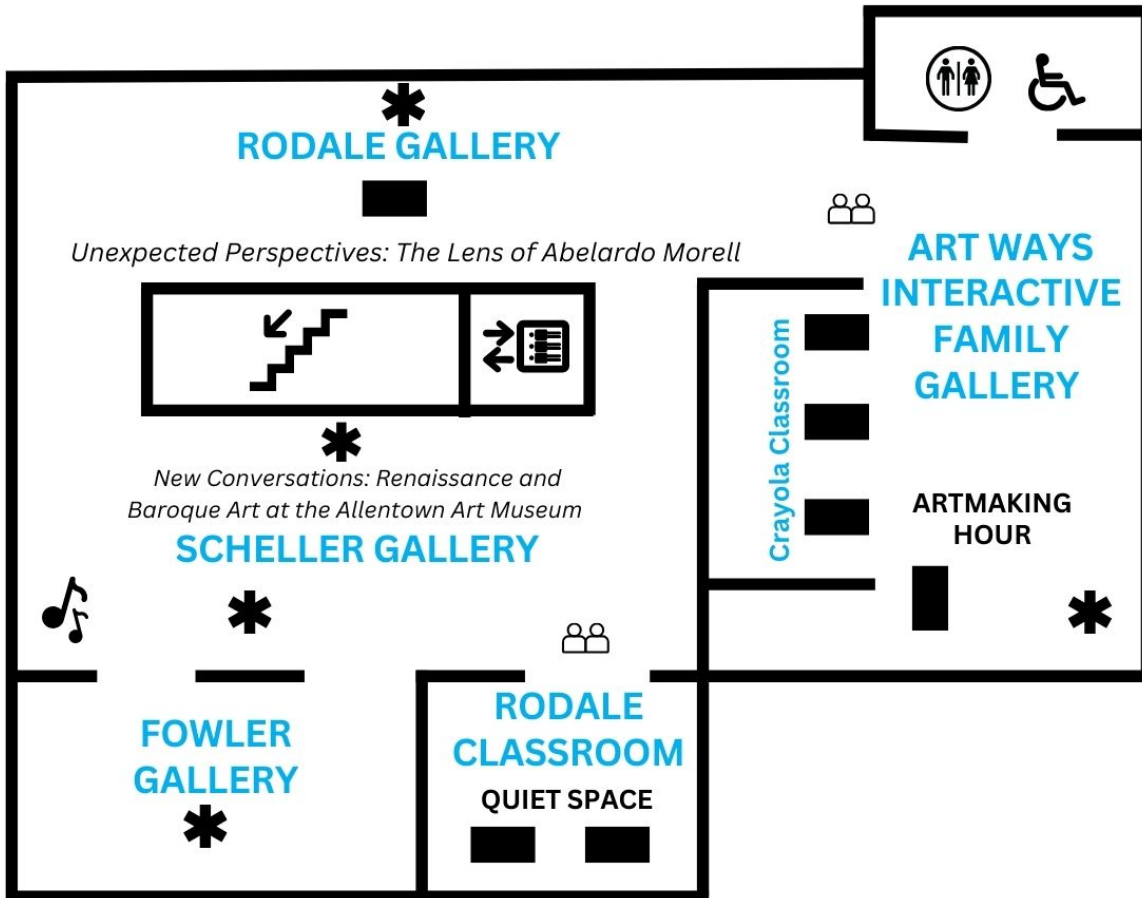 RODALE GALLERY
Unexpected Perspectives: The Lens of Abelardo Morell
New Conversations: Renaissance and
Baroque Art at the Allentown Art Museum
SCHELLER GALLERY
FOWLER
GALLERY
RODALE
CLASSROOM
QUIET SPACE
Crayola Classroom
ART WAYS
INTERACTIVE
FAMILY
GALLERY
ARTMAKING
HOUR